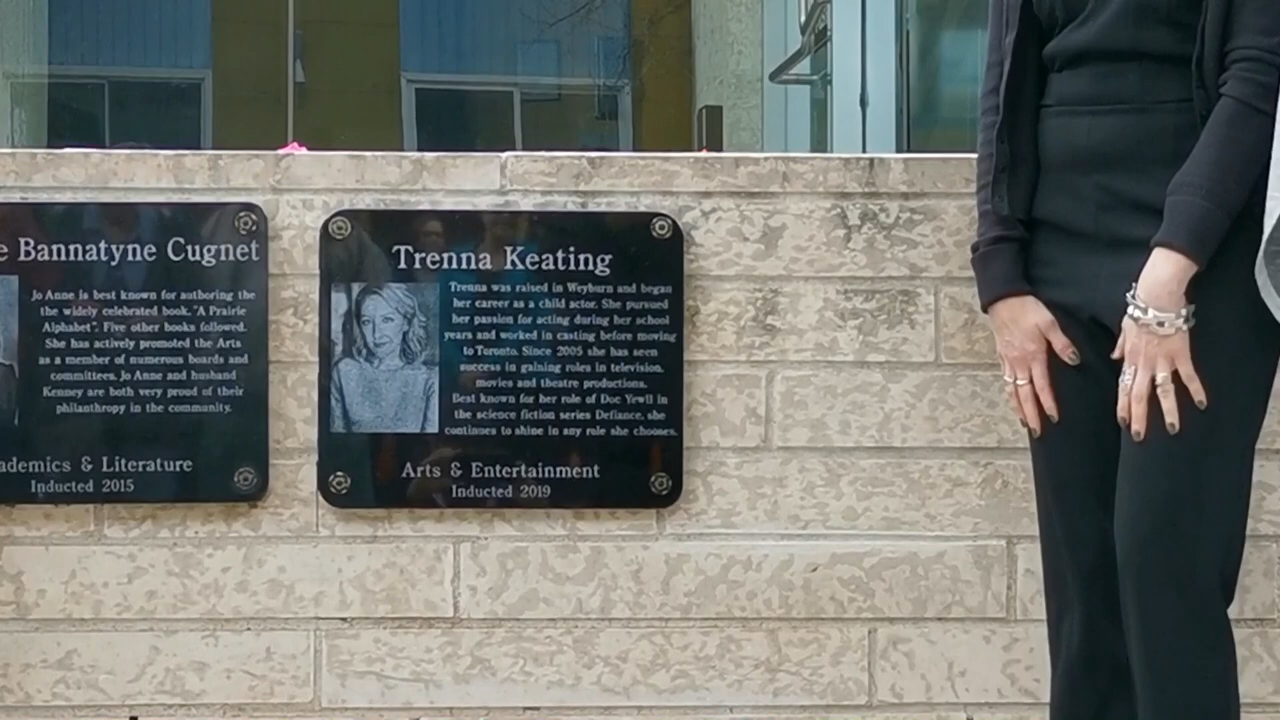 e Bannatyne Cugnet
Jo Anne is best known for authoring the
the widely celebrated book, "A Prairie
Alphabet". Five other books followed.
She has actively promoted the Arts
as a member of numerous boards and
committees. Jo Anne and husband
Kenney are both very proud of their
philanthropy in the community.
ademics & Literature
Inducted 2015
Trenna Keating
Trenna was raised in Weyburn and began
her career as a child actor. She pursued
her passion for acting during her school
years and worked in casting before moving
to Toronto. Since 2005 she has seen
success in gaining roles in television,
movies and theatre productions.
Best known for her role of Doc Yewll in
the science fiction series Defiance, she
continues to shine in any role she chooses.
Arts & Entertainment
Inducted 2019